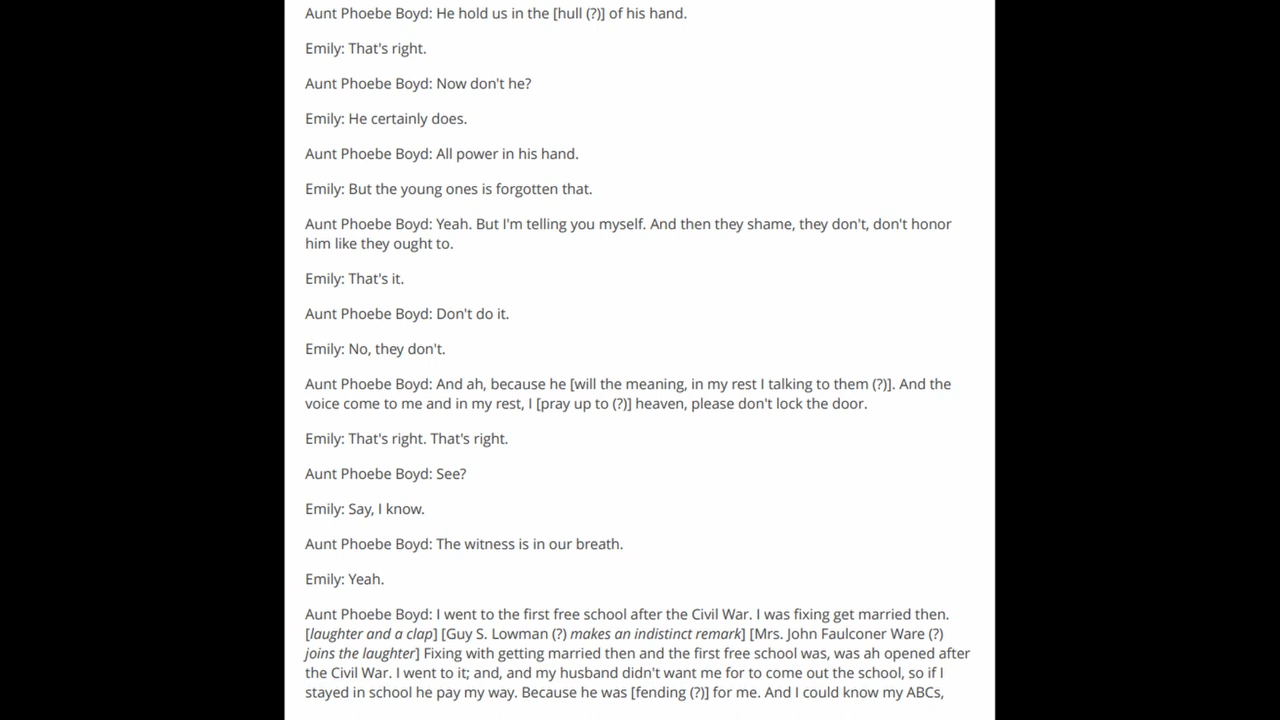 Aunt Phoebe Boyd: He hold us in the [hull (?)] of his hand.
Emily: That's right.
Aunt Phoebe Boyd: Now don't he?
Emily: He certainly does.
Aunt Phoebe Boyd: All power in his hand.
Emily: But the young ones is forgotten that.
Aunt Phoebe Boyd: Yeah. But I'm telling you myself. And then they shame, they don't, don't honor
him like they ought to.
Emily: That's it.
Aunt Phoebe Boyd: Don't do it.
Emily: No, they don't.
Aunt Phoebe Boyd: And ah, because he [will the meaning, in my rest I talking to them (?)]. And the
voice come to me and in my rest, I [pray up to (?)] heaven, please don't lock the door.
Emily: That's right. That's right.
Aunt Phoebe Boyd: See?
Emily: Say, I know.
Aunt Phoebe Boyd: The witness is in our breath.
Emily: Yeah.
Aunt Phoebe Boyd: I went to the first free school after the Civil War. I was fixing get married then.
[laughter and a clap] [Guy S. Lowman (?) makes an indistinct remark] [Mrs. John Faulconer Ware (?)
joins the laughter] Fixing with getting married then and the first free school was, was ah opened after
the Civil War. I went to it; and, and my husband didn't want me for to come out the school, so if I
stayed in school he pay my way. Because he was [fending (?)] for me. And I could know my ABCs,